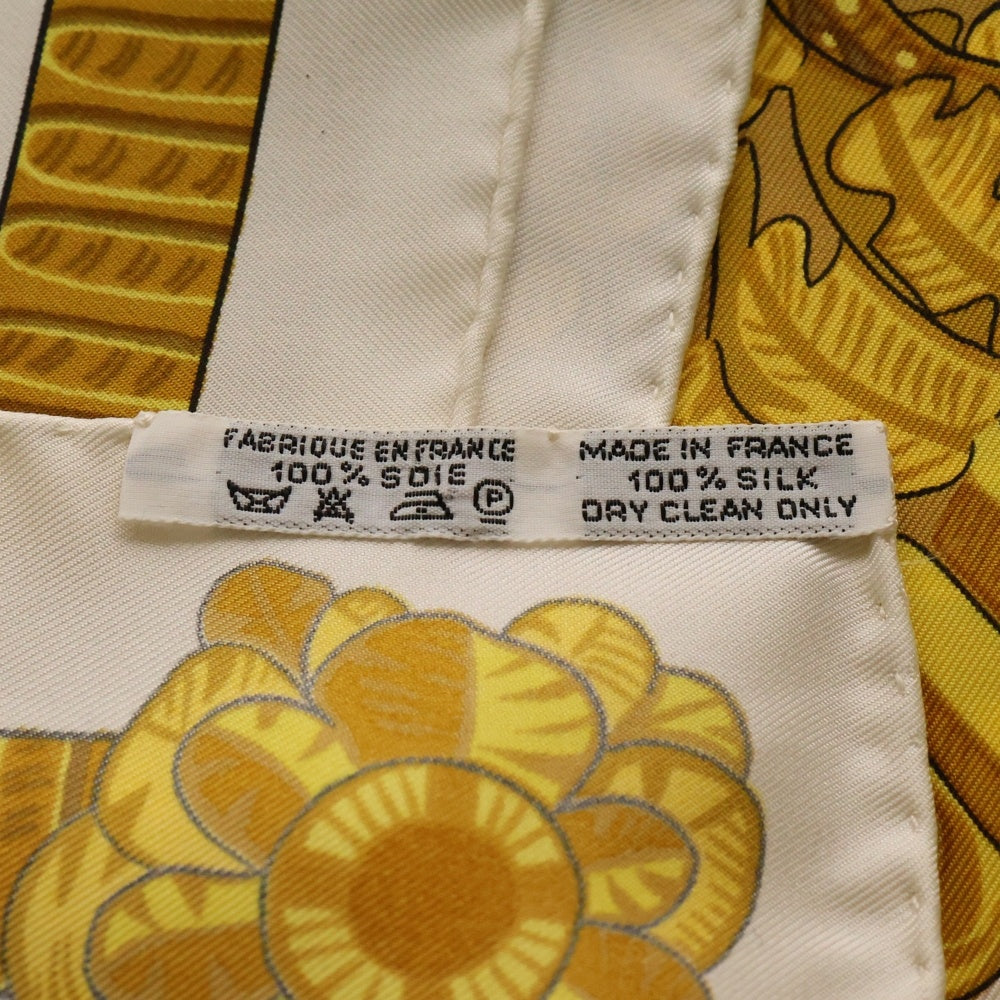 FABRIQUE EN FRANCE
100% SOIE
P
MADE IN FRANCE
100% SILK
DRY CLEAN ONLY